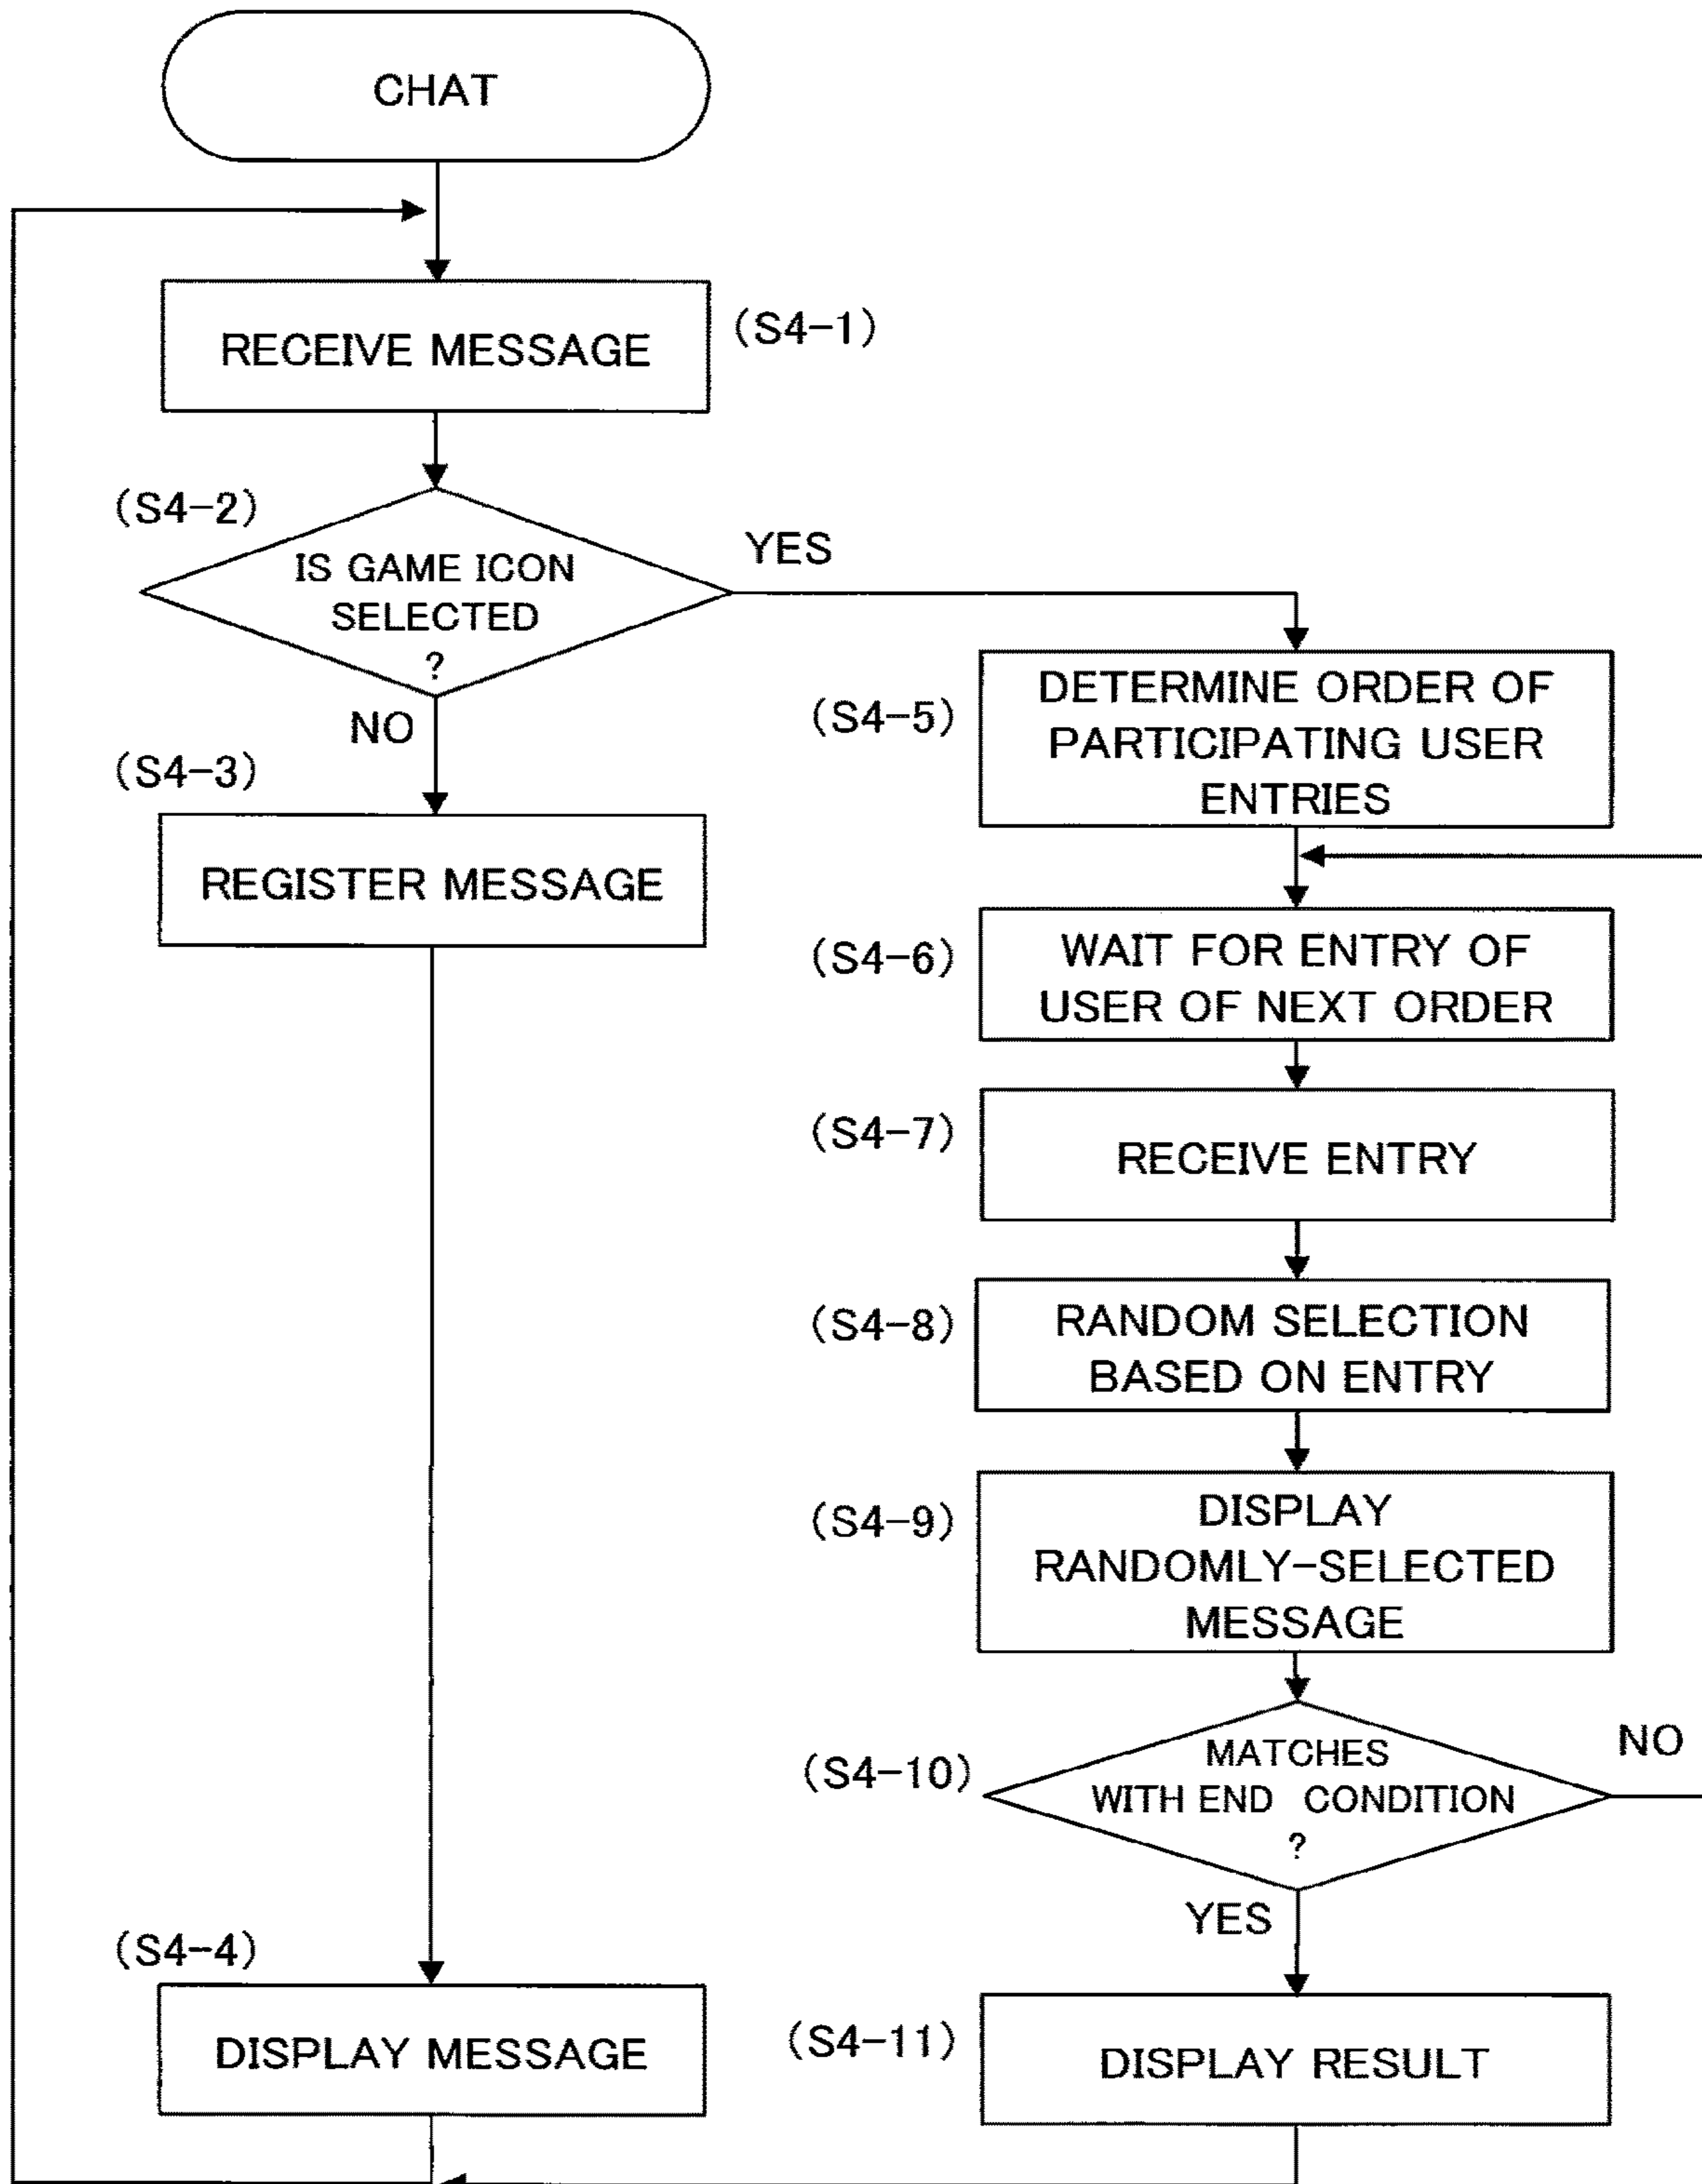 CHAT
RECEIVE MESSAGE
(S4-1)
(S4-2)
IS GAME ICON
SELECTED
?
YES
NO
(S4-3)
REGISTER MESSAGE
(S4-4)
DISPLAY MESSAGE
(S4-5)
DETERMINE ORDER OF
PARTICIPATING USER
ENTRIES
(S4-6)
WAIT FOR ENTRY OF
USER OF NEXT ORDER
(S4-7)
RECEIVE ENTRY
(S4-8)
RANDOM SELECTION
BASED ON ENTRY
(S4-9)
DISPLAY
RANDOMLY-SELECTED
MESSAGE
(S4-10)
MATCHES
WITH END CONDITION
?
NO
YES
(S4-11)
DISPLAY RESULT